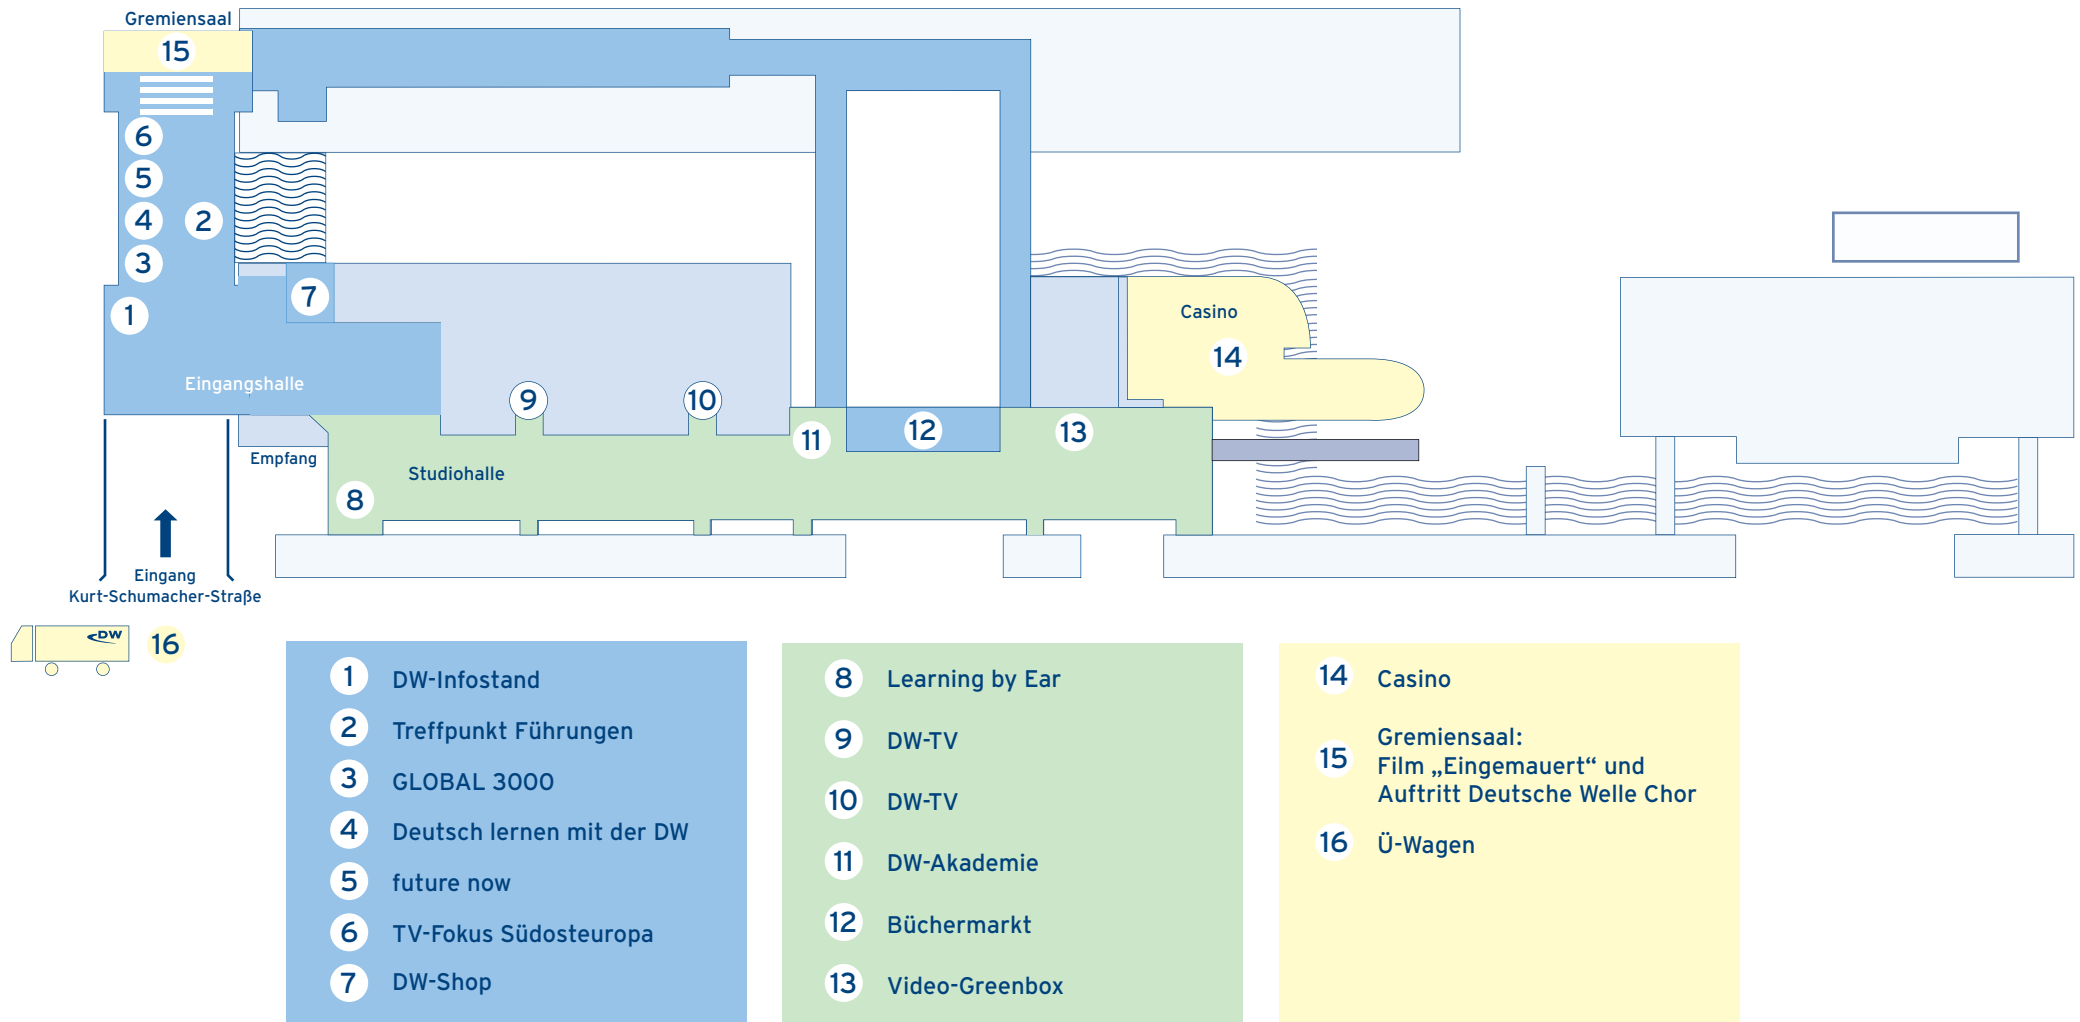 Gremiensaal
15
6
5
4
2
3
7
1
Casino
14
Eingangshalle
9
10
11
12
13
Empfang
Studiohalle
8
Eingang
Kurt-Schumacher-Straße
DW
16
1 DW-Infostand
2 Treffpunkt Führungen
3 GLOBAL 3000
4 Deutsch lernen mit der DW
5 future now
6 TV-Fokus Südosteuropa
7 DW-Shop
8 Learning by Ear
9 DW-TV
10 DW-TV
11 DW-Akademie
12 Büchermarkt
13 Video-Greenbox
14 Casino
15 Gremiensaal:
Film „Eingemauert“ und
Auftritt Deutsche Welle Chor
16 Ü-Wagen